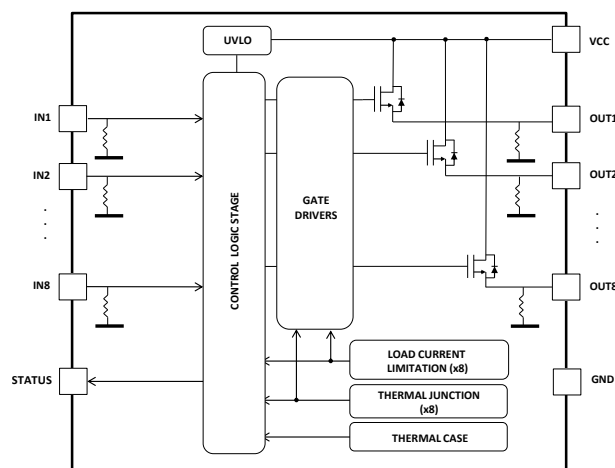 UVLO
VCC
IN1
OUT1
IN2
OUT2
. . .
. . .
CONTROL LOGIC STAGE
GATE
DRIVERS
IN8
OUT8
STATUS
LOAD CURRENT
LIMITATION (x8)
GND
THERMAL JUNCTION
(x8)
THERMAL CASE